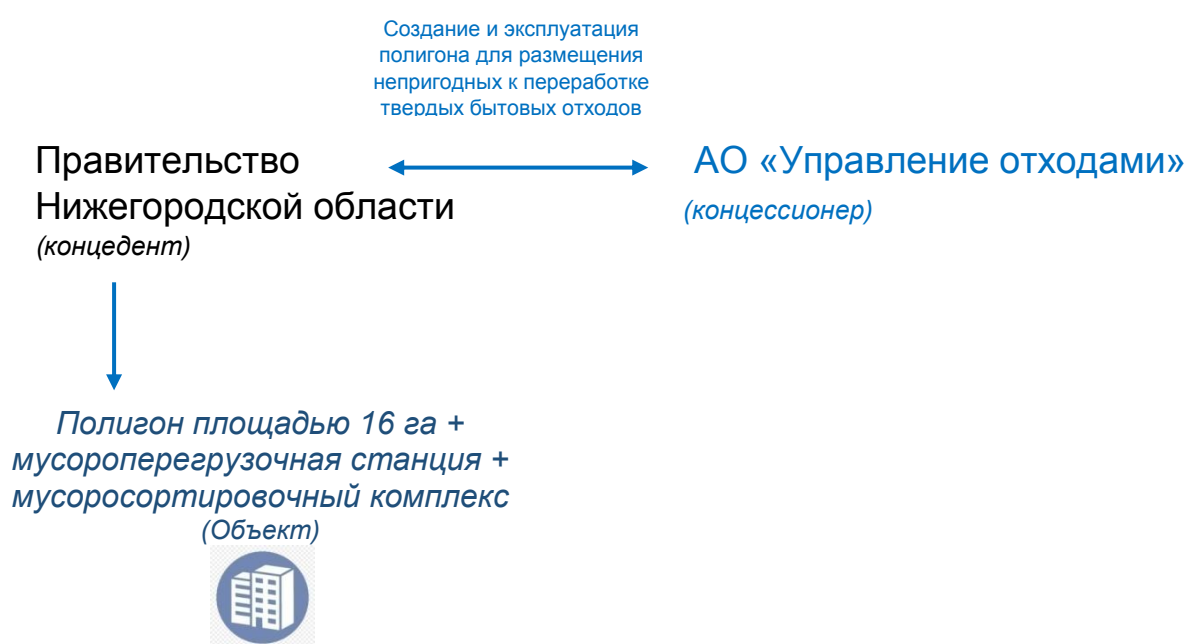 Создание и эксплуатация
полигона для размещения
непригодных к переработке
твердых бытовых отходов
Правительство
Нижегородской области
(концедент)
АО «Управление отходами»
(концессионер)
Полигон площадью 16 га +
мусороперегрузочная станция +
мусоросортировочный комплекс
(Объект)